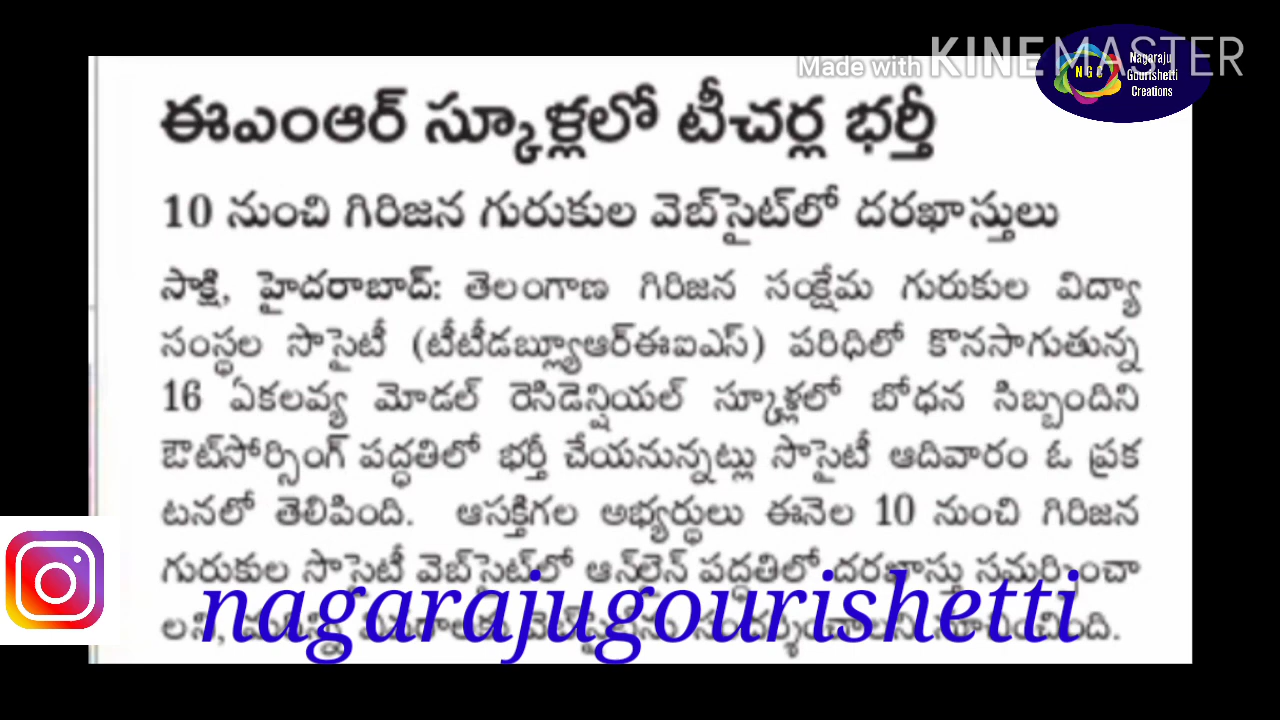 Made with KINEMASTER
N G C
Nagaraju
Gourishetti
Creations
ఈఎంఆర్ స్కూళ్లలో టీచర్ల భర్తీ
10 నుంచి గిరిజన గురుకుల వెబ్‌సైట్‌లో దరఖాస్తులు
సాక్షి, హైదరాబాద్: తెలంగాణ గిరిజన సంక్షేమ గురుకుల విద్యా
సంస్థల సొసైటీ (టీటీడబ్ల్యూఆర్ఈఐఎస్) పరిధిలో కొనసాగుతున్న
16 ఏకలవ్య మోడల్ రెసిడెన్షియల్ స్కూళ్లలో బోధన సిబ్బందిని
ఔట్‌సోర్సింగ్ పద్ధతిలో భర్తీ చేయనున్నట్లు సొసైటీ ఆదివారం ఓ ప్రక
టనలో తెలిపింది. ఆసక్తిగల అభ్యర్థులు ఈనెల 10 నుంచి గిరిజన
గురుకుల సొసైటీ వెబ్‌సైట్‌లో ఆన్‌లైన్ పద్ధతిలో దరఖాస్తు సమర్పించా
nagarajugourishetti